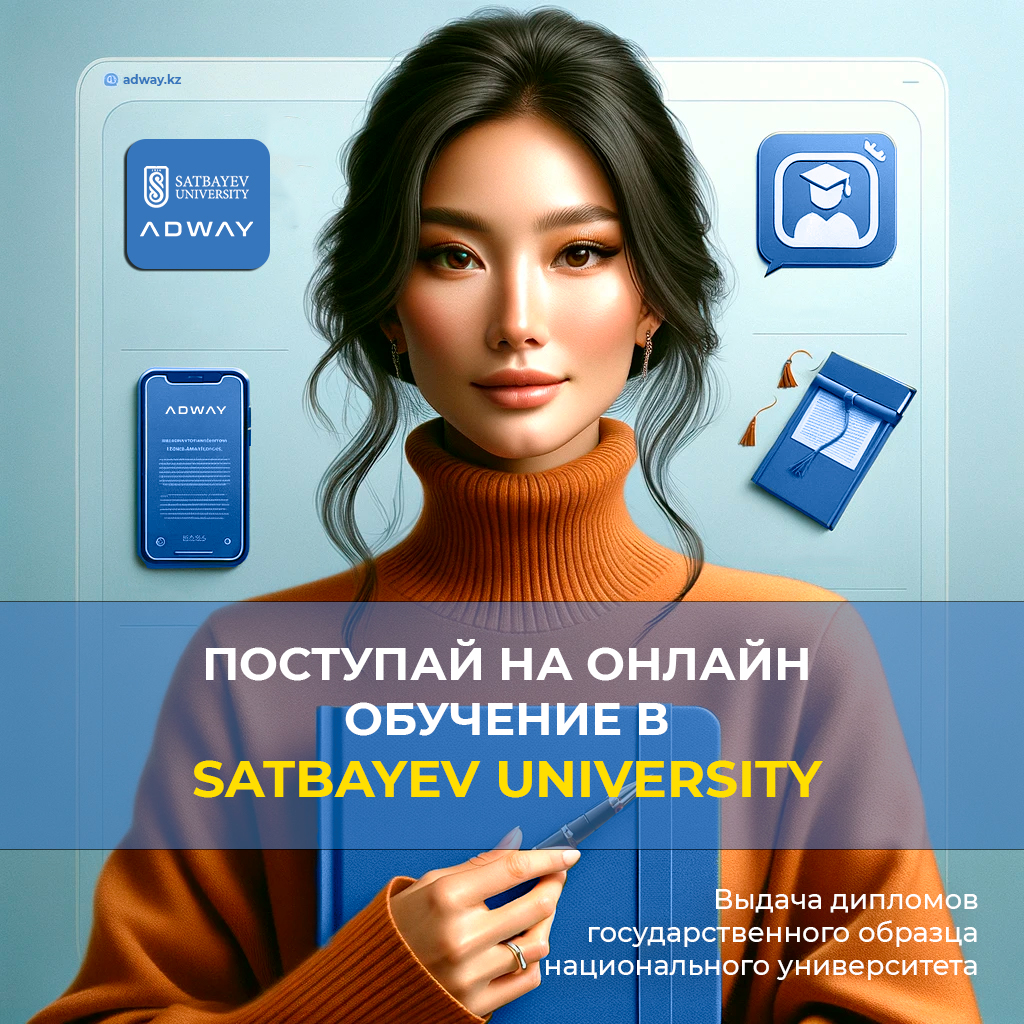 adway.kz
SATBAYEV
UNIVERSITY
ADWAY
ADWAY
ПОСТУПАЙ НА ОНЛАЙН
ОБУЧЕНИЕ В
SATBAYEV UNIVERSITY
Выдача дипломов
государственного образца
национального университета